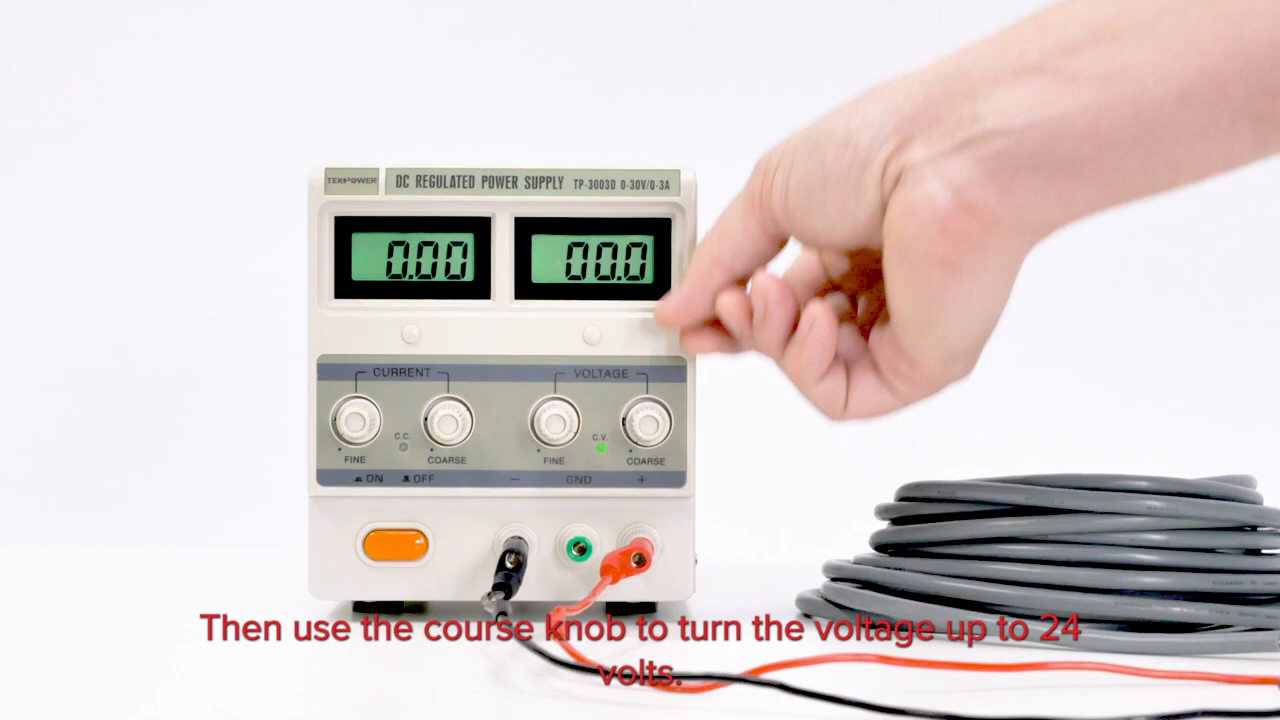 TEKPOWER
DC REGULATED POWER SUPPLY TP-3003D 0-30V/0-3A
0.00
00.0
CURRENT
VOLTAGE
C.C.
C.V.
FINE
COARSE
FINE
COARSE
ON
OFF
− GND +
Then use the course knob to turn the voltage up to 24
volts.